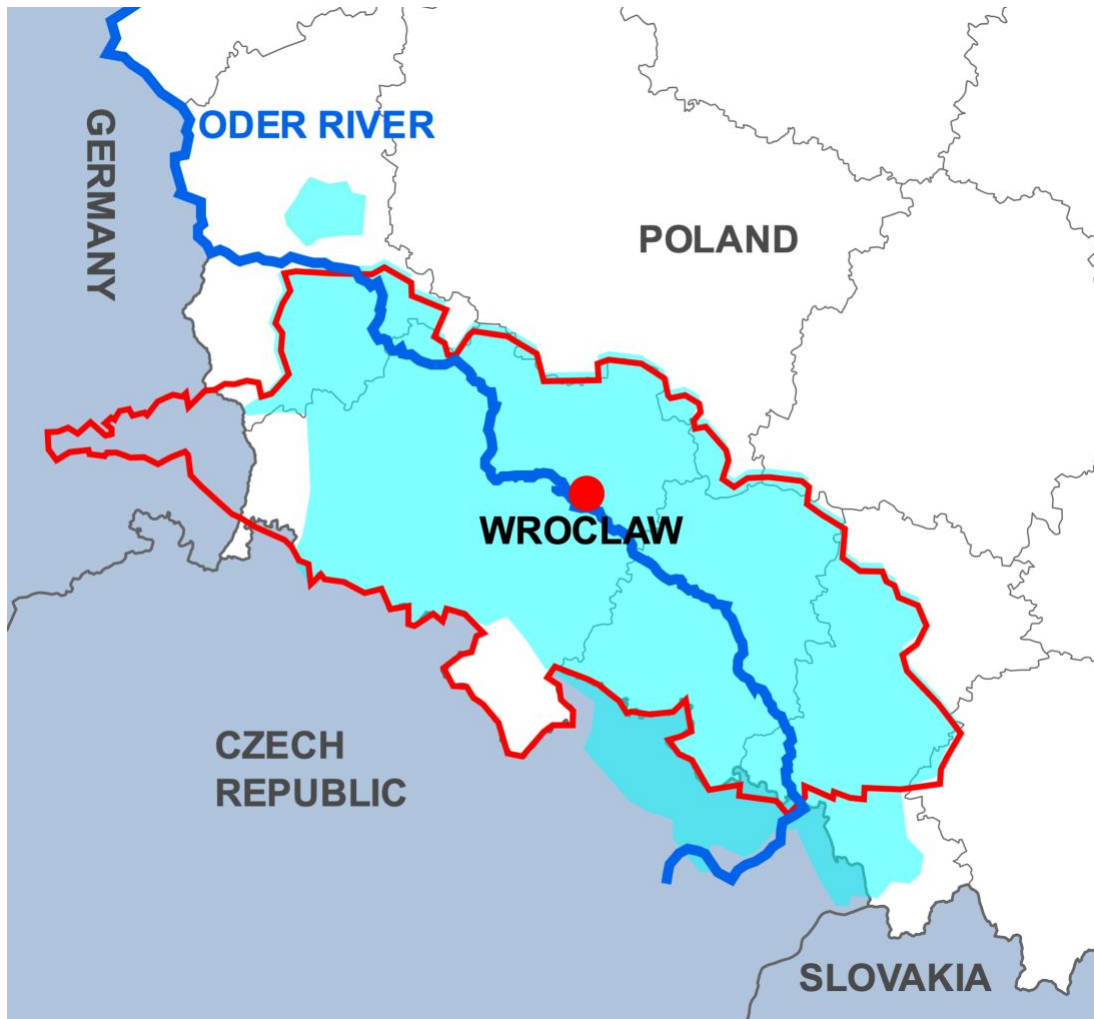 ODER RIVER
GERMANY
POLAND
WROCLAW
CZECH
REPUBLIC
SLOVAKIA